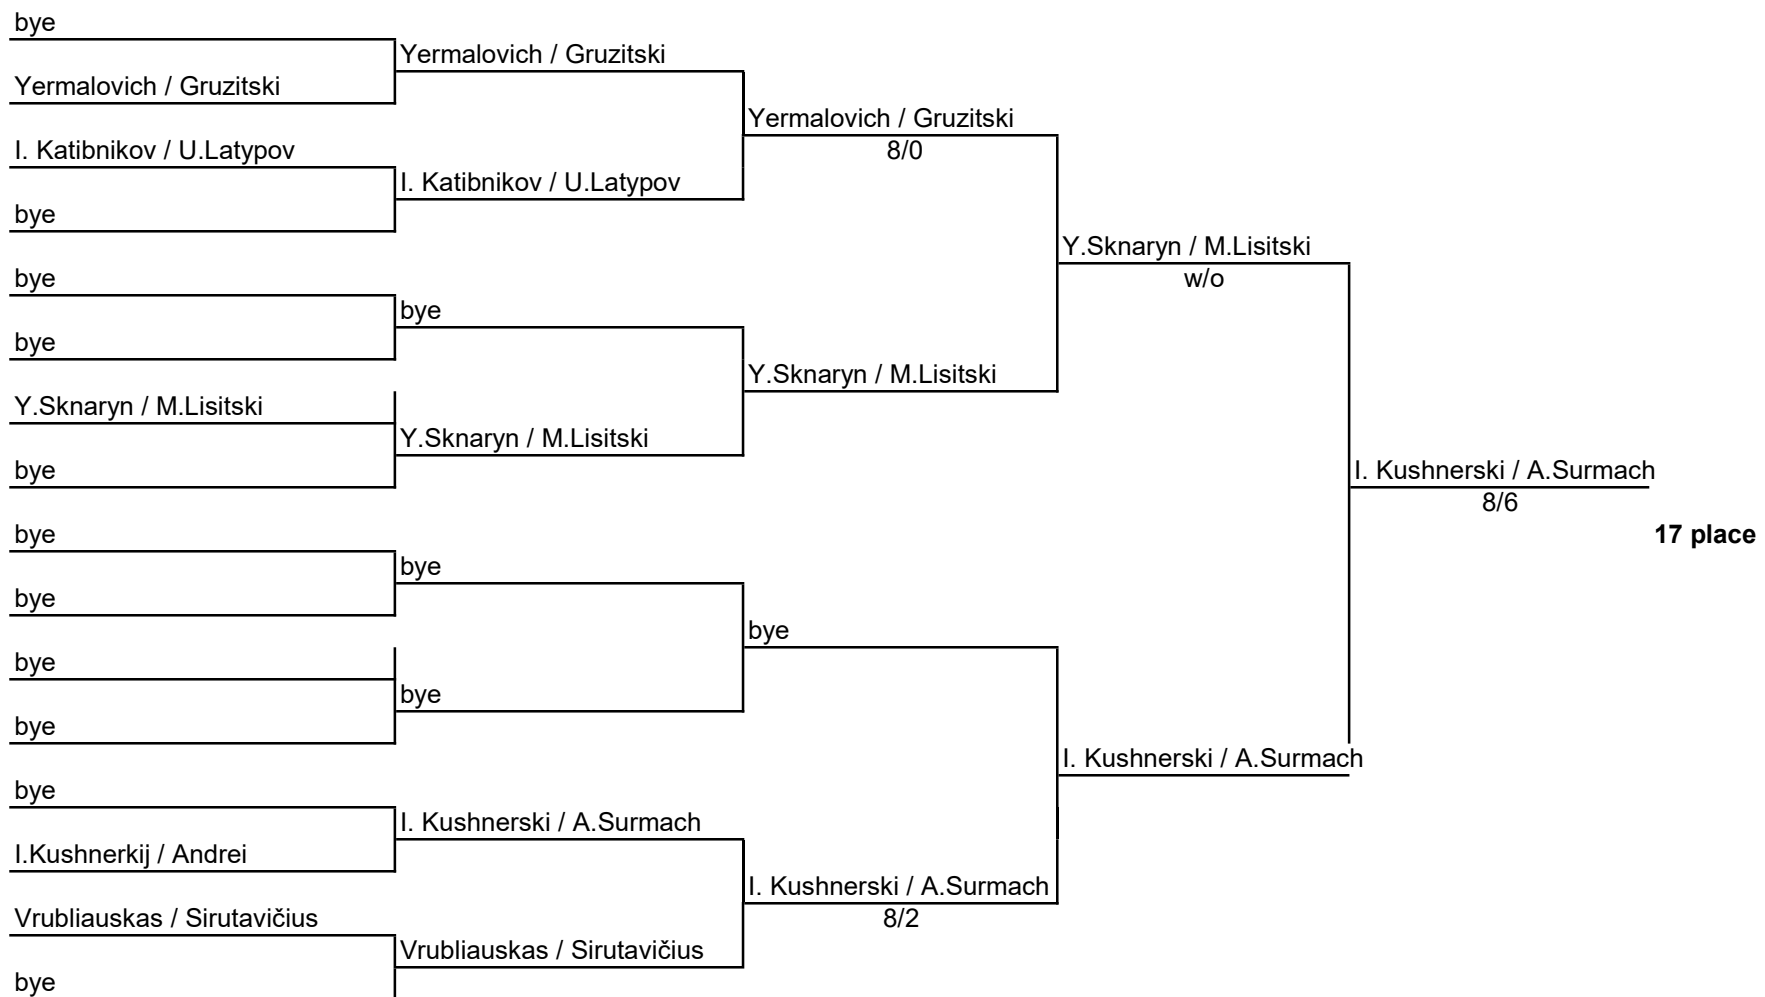 bye
Yermalovich / Gruzitski
Yermalovich / Gruzitski
Yermalovich / Gruzitski
8/0
I. Katibnikov / U.Latypov
I. Katibnikov / U.Latypov
bye
Y.Sknaryn / M.Lisitski
w/o
bye
bye
bye
Y.Sknaryn / M.Lisitski
Y.Sknaryn / M.Lisitski
Y.Sknaryn / M.Lisitski
bye
I. Kushnerski / A.Surmach
8/6
17 place
bye
bye
bye
bye
bye
bye
bye
I. Kushnerski / A.Surmach
bye
I. Kushnerski / A.Surmach
I.Kushnerkij / Andrei
I. Kushnerski / A.Surmach
8/2
Vrubliauskas / Sirutavičius
Vrubliauskas / Sirutavičius
bye